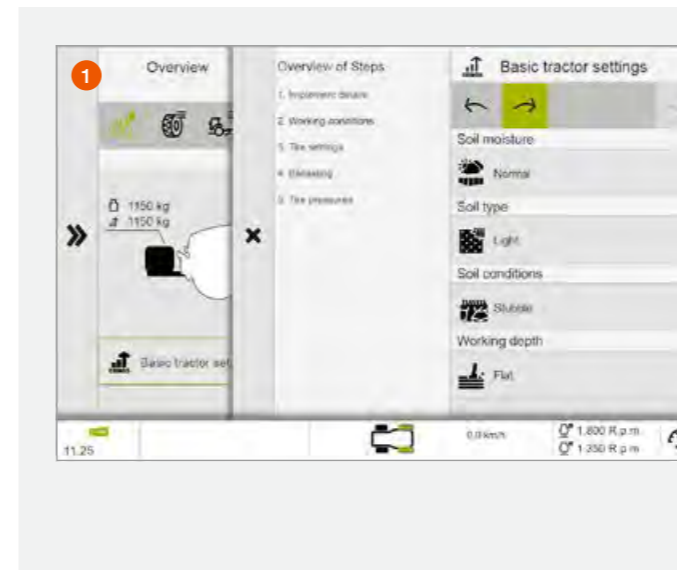 1
Overview
1150 kg
1150 kg
Basic tractor set
Overview of Steps
1. Implement details
2. Working conditions
3. Tire settings
4. Ballasting
5. Tire pressures
Basic tractor settings
Soil moisture
Normal
Soil type
Light
Soil conditions
Stubble
Working depth
Flat
11.25
0,0 km/h
1.800 R.p.m.
1.350 R.p.m.